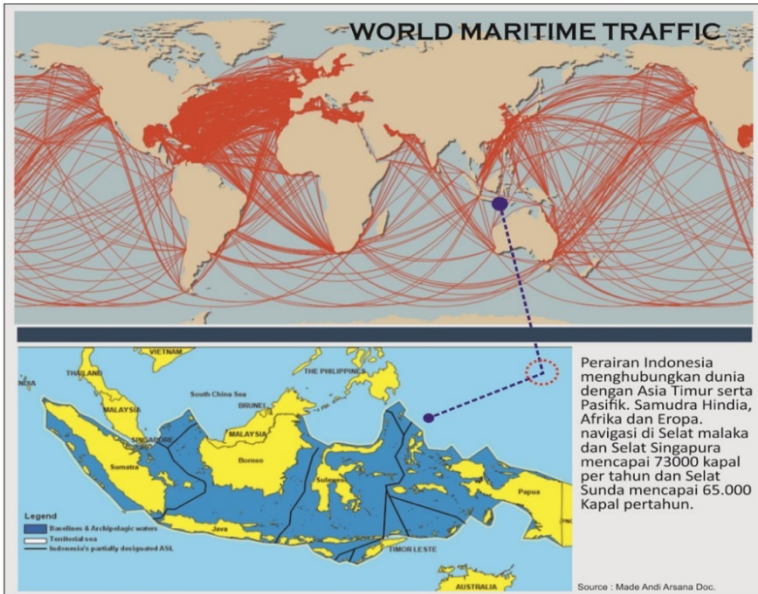 WORLD MARITIME TRAFFIC
Perairan Indonesia
menghubungkan dunia
dengan Asia Timur serta
Pasifik. Samudra Hindia,
Afrika dan Eropa.
navigasi di Selat malaka
dan Selat Singapura
mencapai 73000 kapal
per tahun dan Selat
Sunda mencapai 65.000
Kapal pertahun.
VIETNAM
THAILAND
THE PHILIPPINES
South China Sea
MALAYSIA
BRUNEI
SINGAPORE
MALAYSIA
Sumatra
Borneo
Sulawesi
Papua
Java
TIMOR LESTE
AUSTRALIA
Legend
Baselines & Archipelagic waters
Territorial sea
Indonesia's partially designated ASL
Source : Made Andi Arsana Doc.